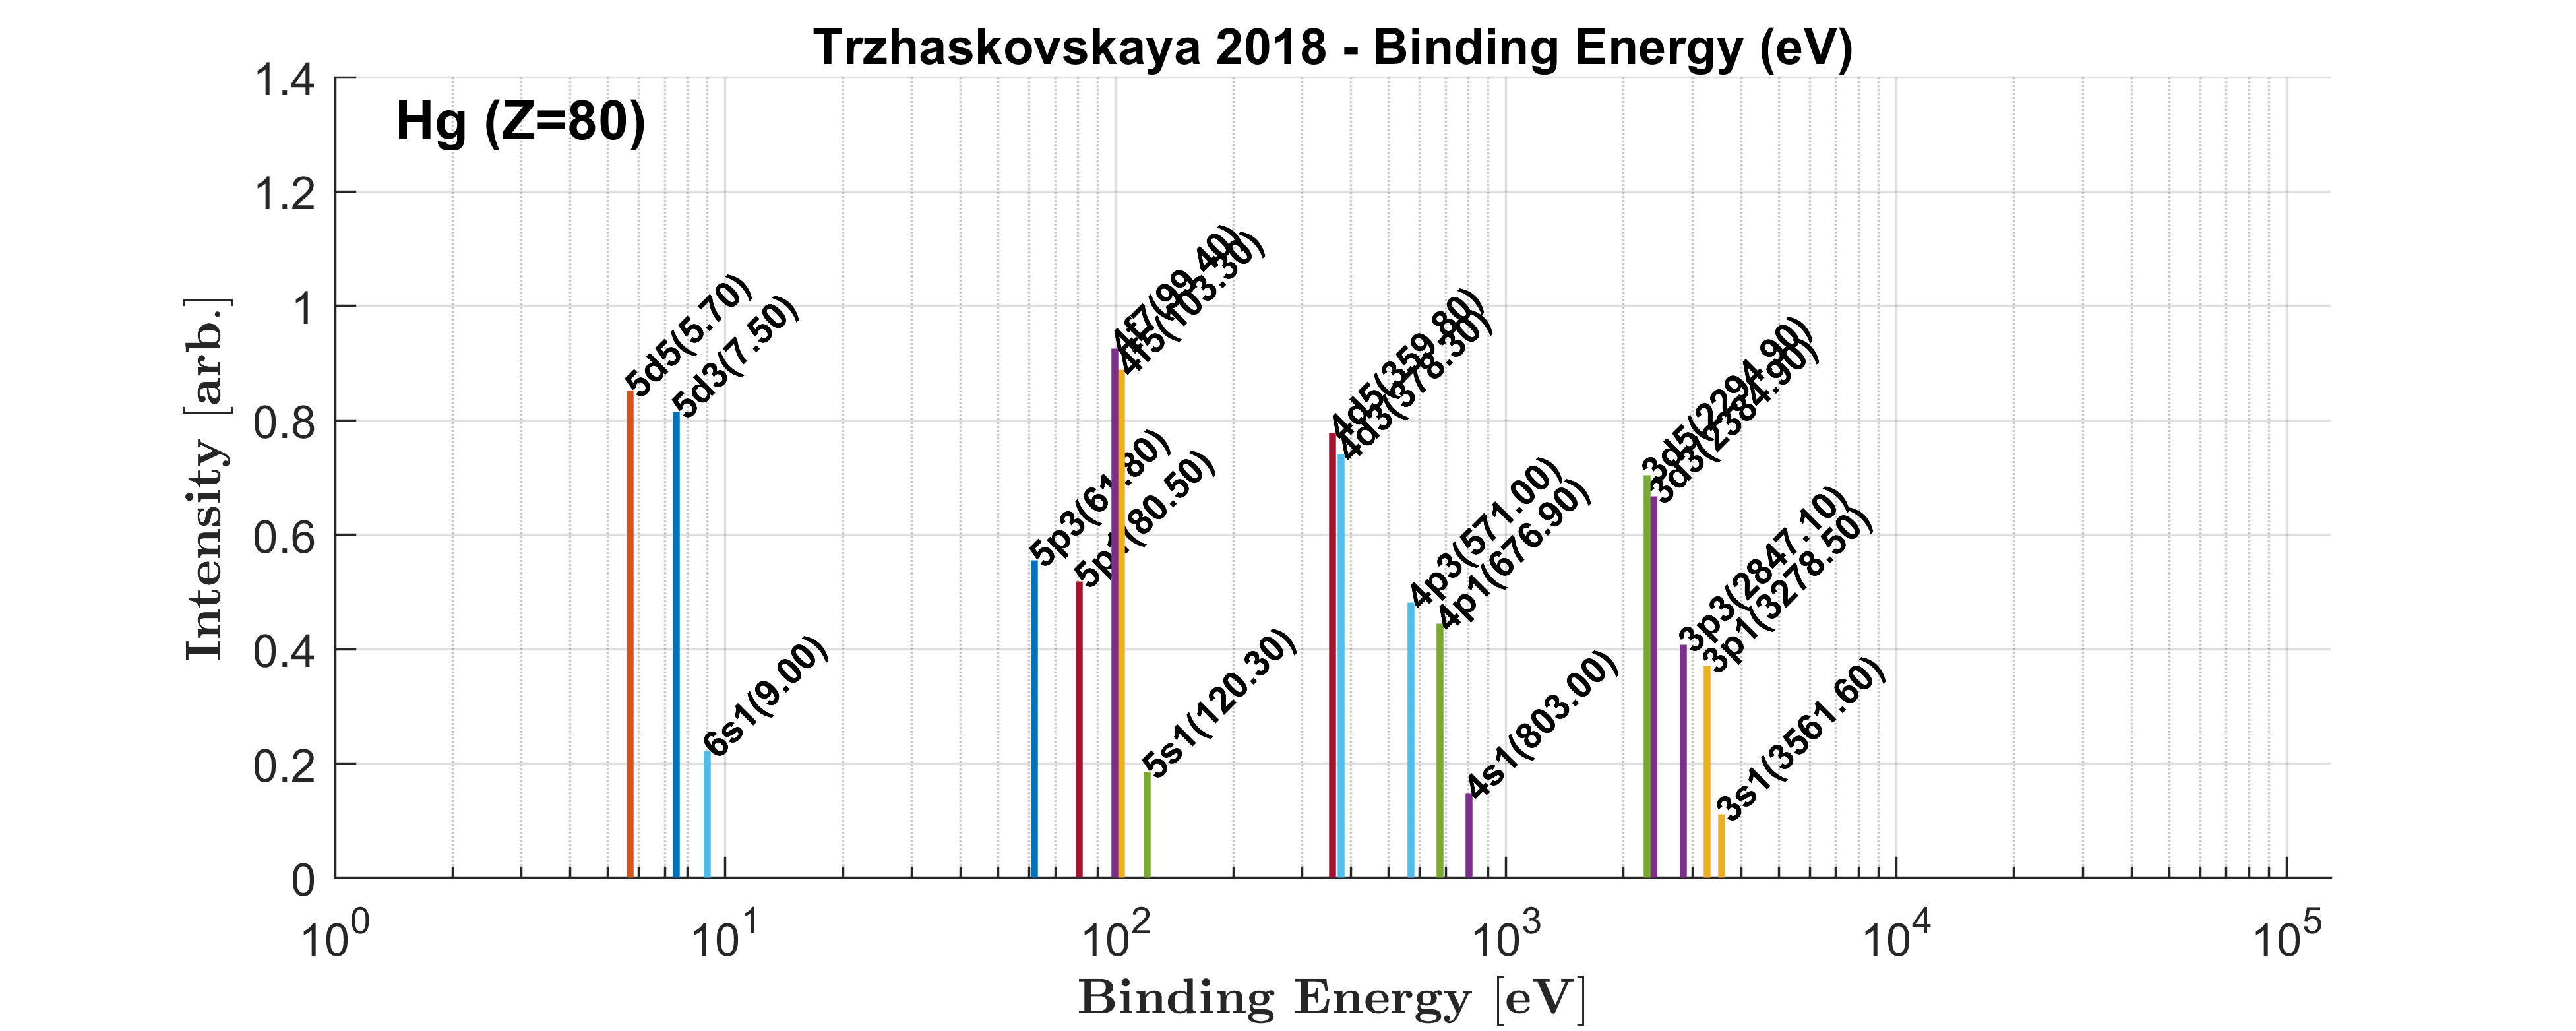 Trzhaskovskaya 2018 - Binding Energy (eV)
Hg (Z=80)
1.4
1.2
1
0.8
0.6
0.4
0.2
0
Intensity [arb.]
5d5(5.70)
5d3(7.50)
6s1(9.00)
5p3(61.80)
5p1(80.50)
4f7(99.40)
4f5(103.30)
5s1(120.30)
4d5(359.80)
4d3(378.30)
4p3(571.00)
4p1(676.90)
4s1(803.00)
3d5(2294.90)
3d3(2384.90)
3p3(2847.10)
3p1(3278.50)
3s1(3561.60)
10^0 10^1 10^2 10^3 10^4 10^5
Binding Energy [eV]